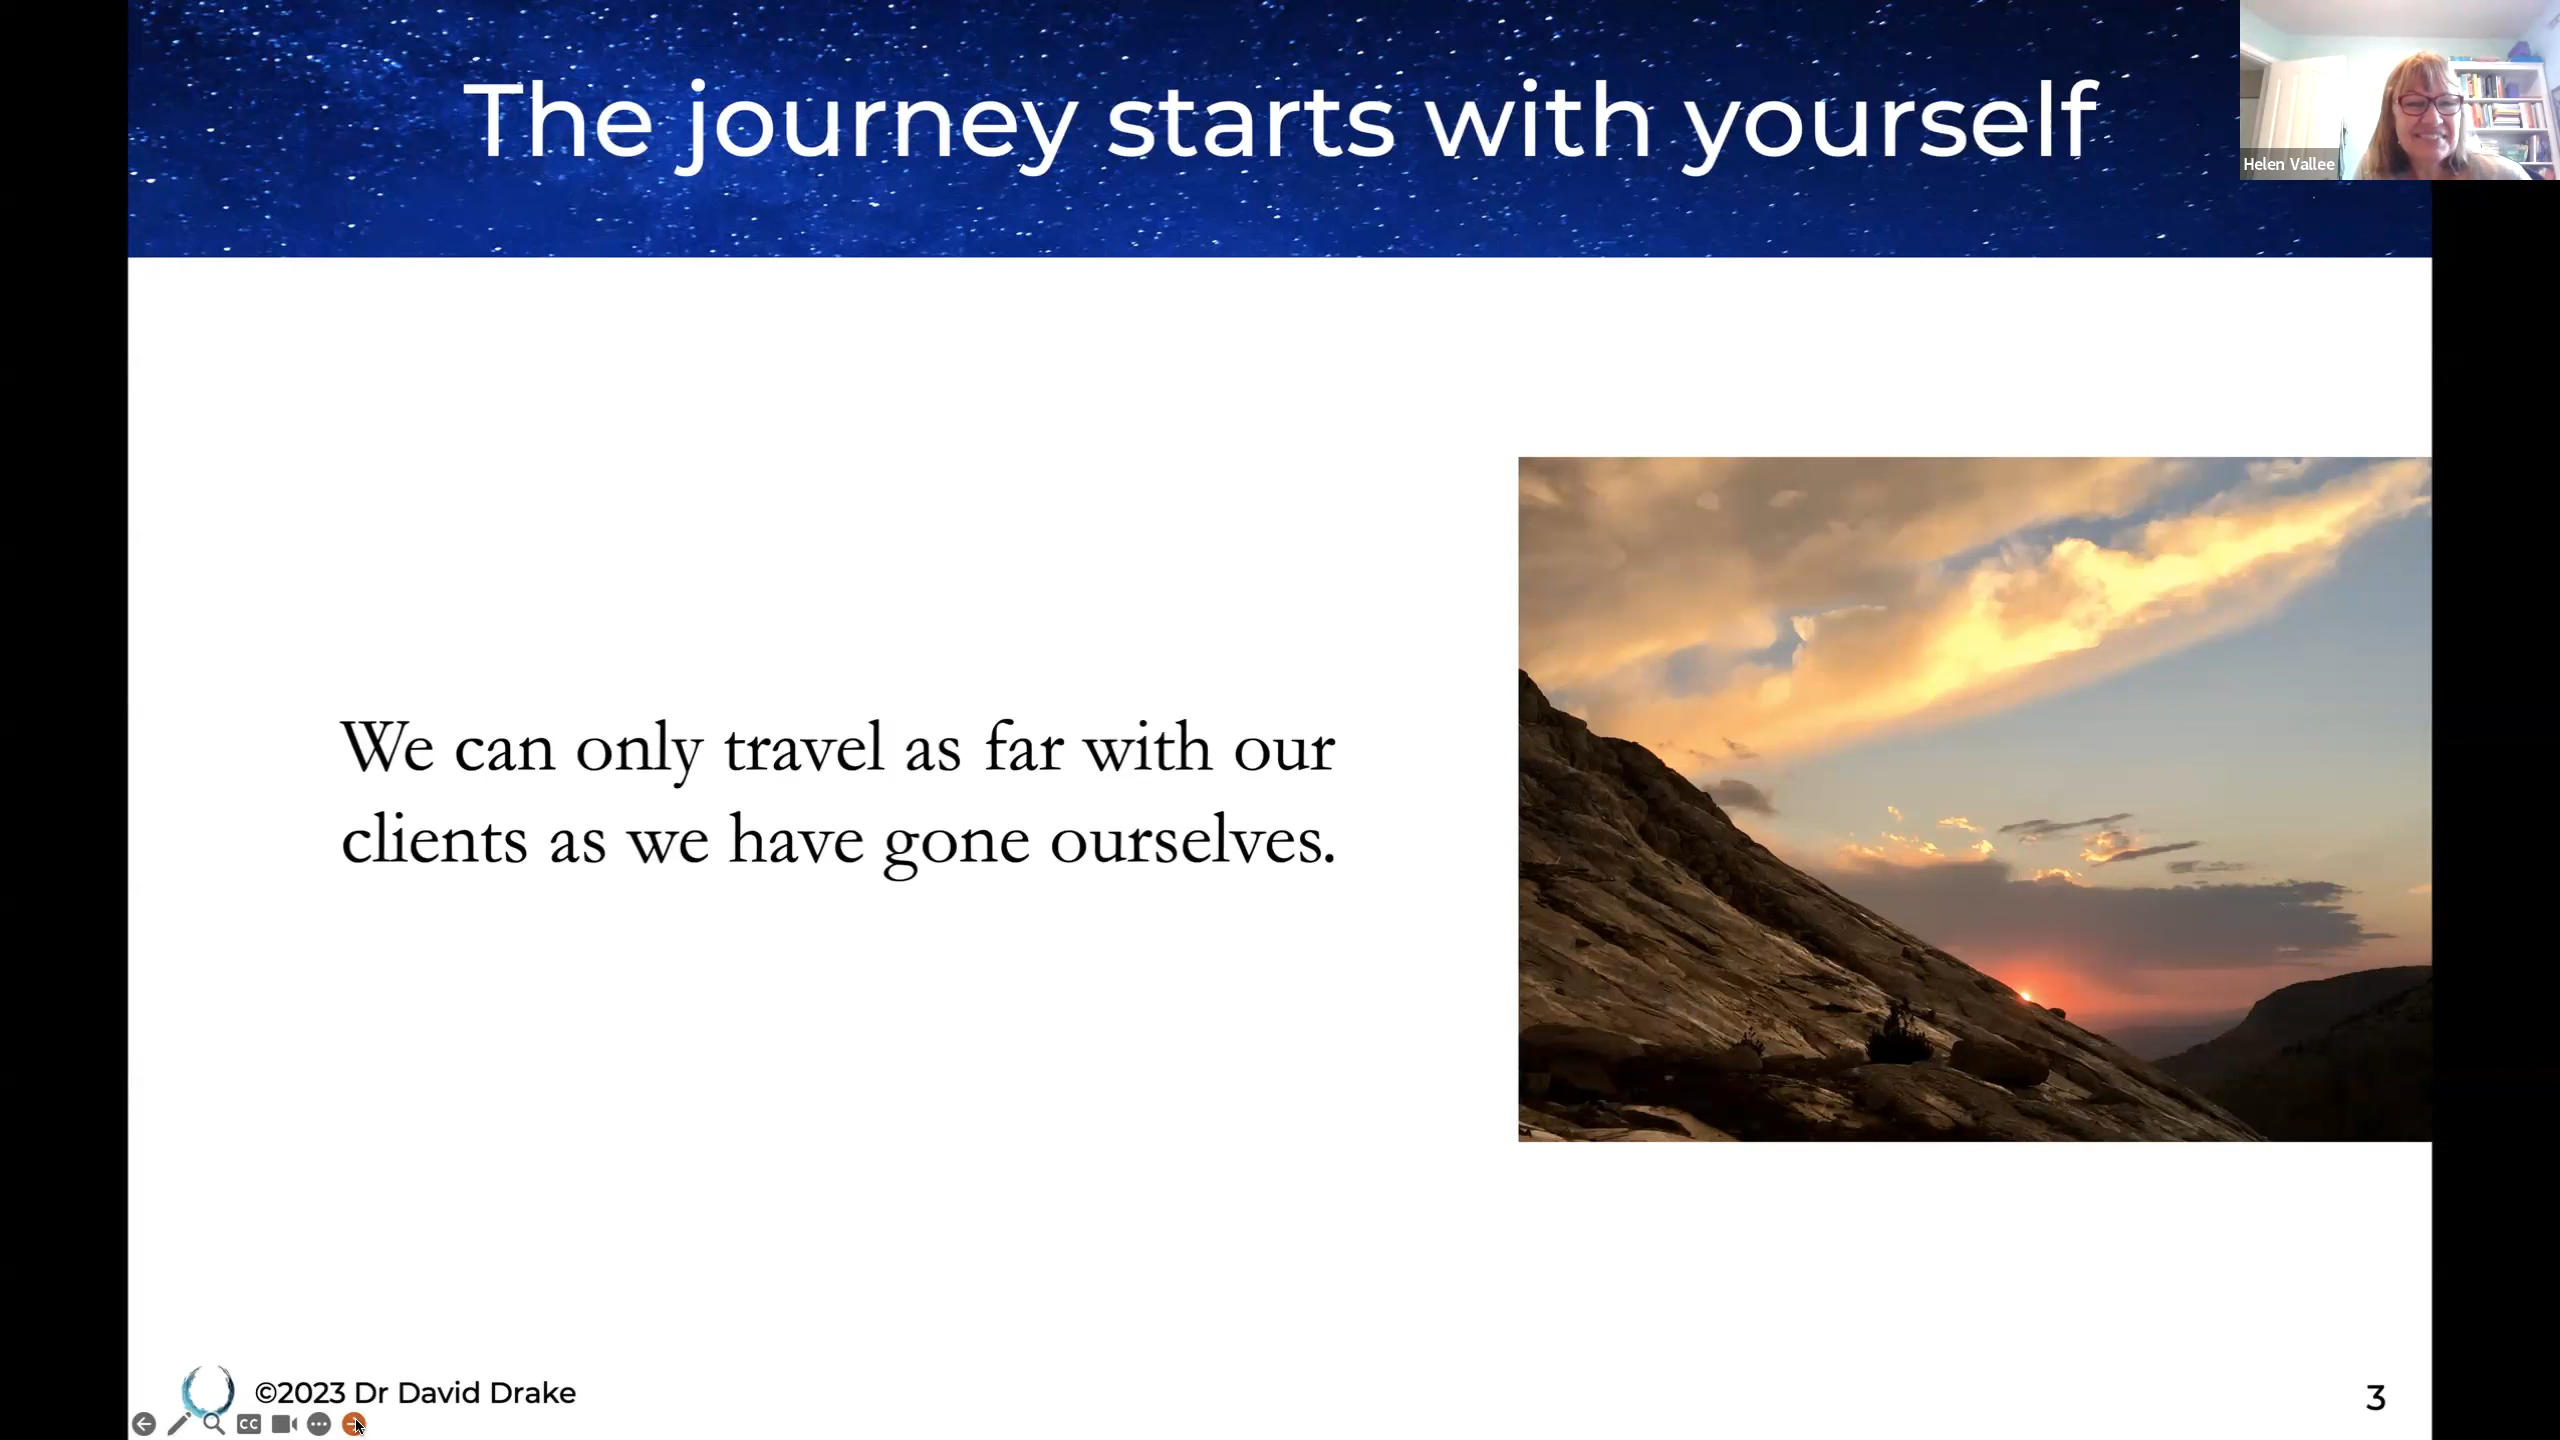 The journey starts with yourself
Helen Vallee
We can only travel as far with our
clients as we have gone ourselves.
©2023 Dr David Drake
3
CC